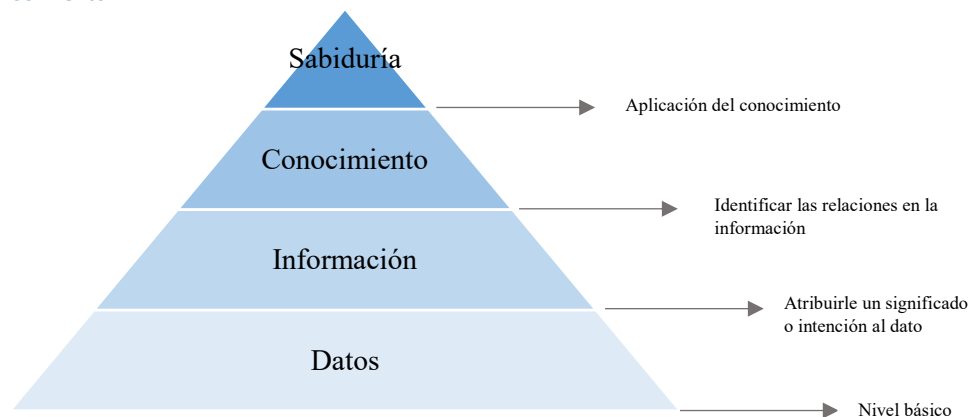 Sabiduría
Aplicación del conocimiento
Conocimiento
Identificar las relaciones en la
información
Información
Atribuirle un significado
o intención al dato
Datos
Nivel básico